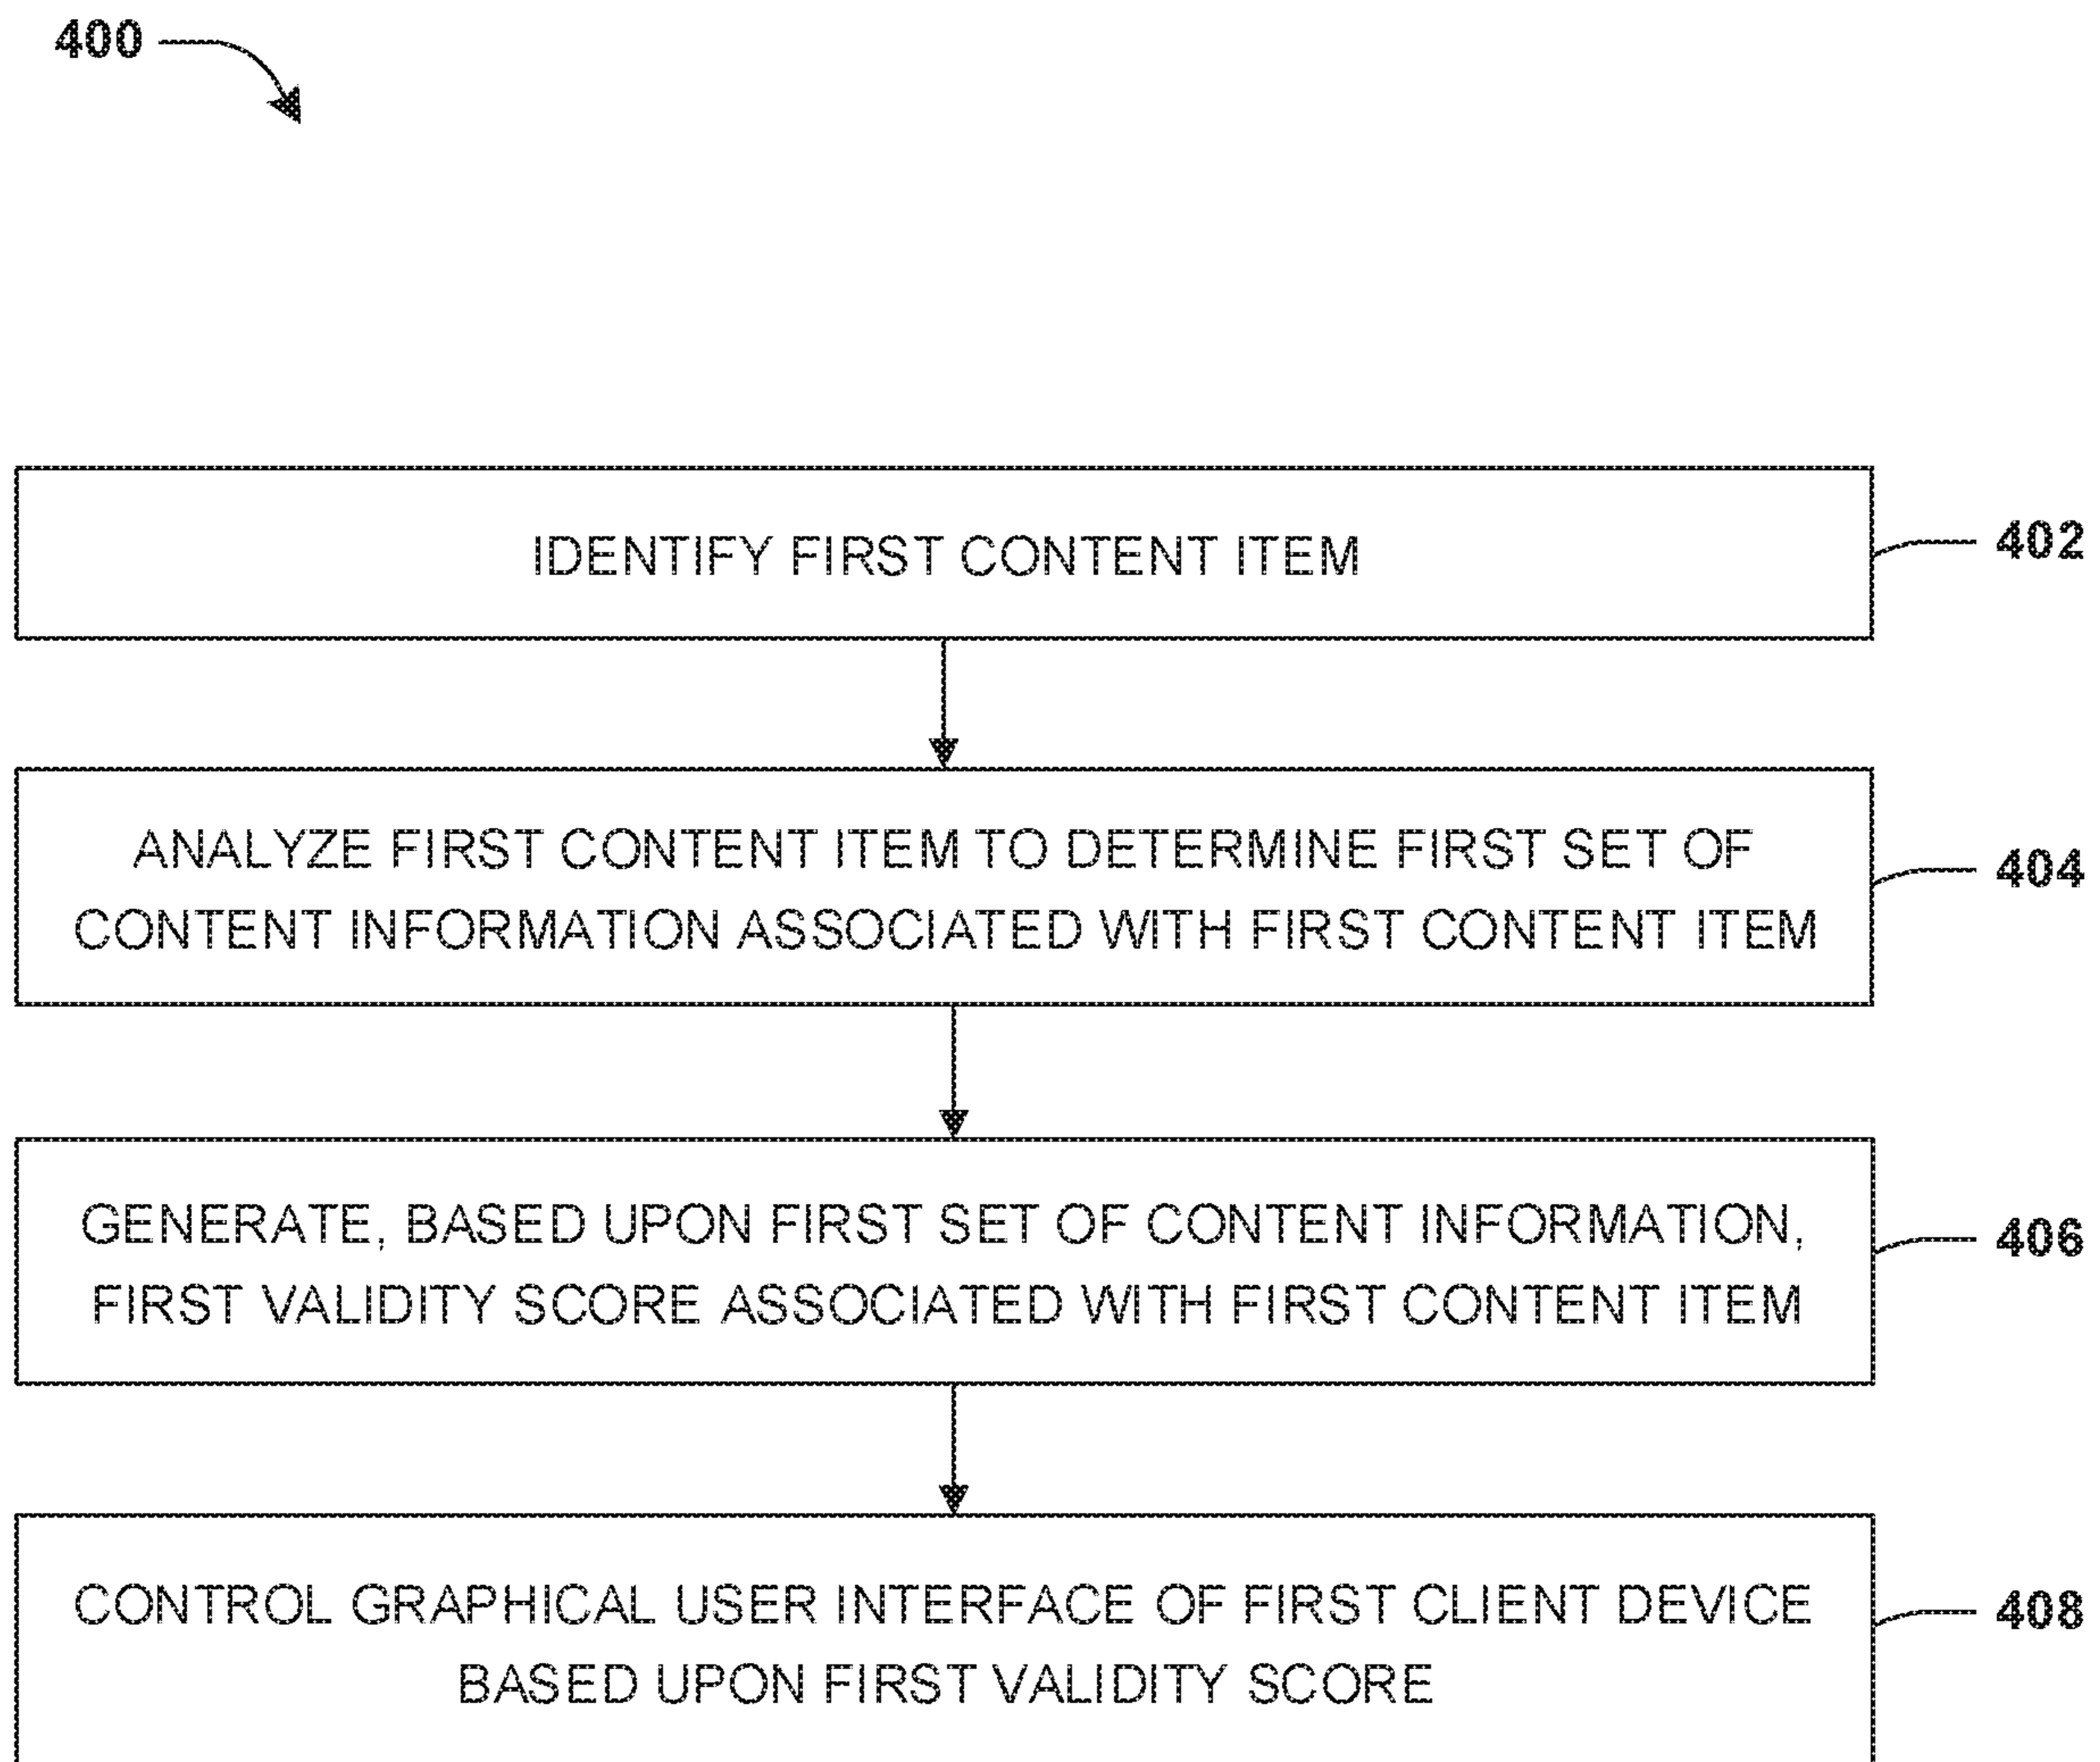 400
IDENTIFY FIRST CONTENT ITEM
402
ANALYZE FIRST CONTENT ITEM TO DETERMINE FIRST SET OF
CONTENT INFORMATION ASSOCIATED WITH FIRST CONTENT ITEM
404
GENERATE, BASED UPON FIRST SET OF CONTENT INFORMATION,
FIRST VALIDITY SCORE ASSOCIATED WITH FIRST CONTENT ITEM
406
CONTROL GRAPHICAL USER INTERFACE OF FIRST CLIENT DEVICE
BASED UPON FIRST VALIDITY SCORE
408